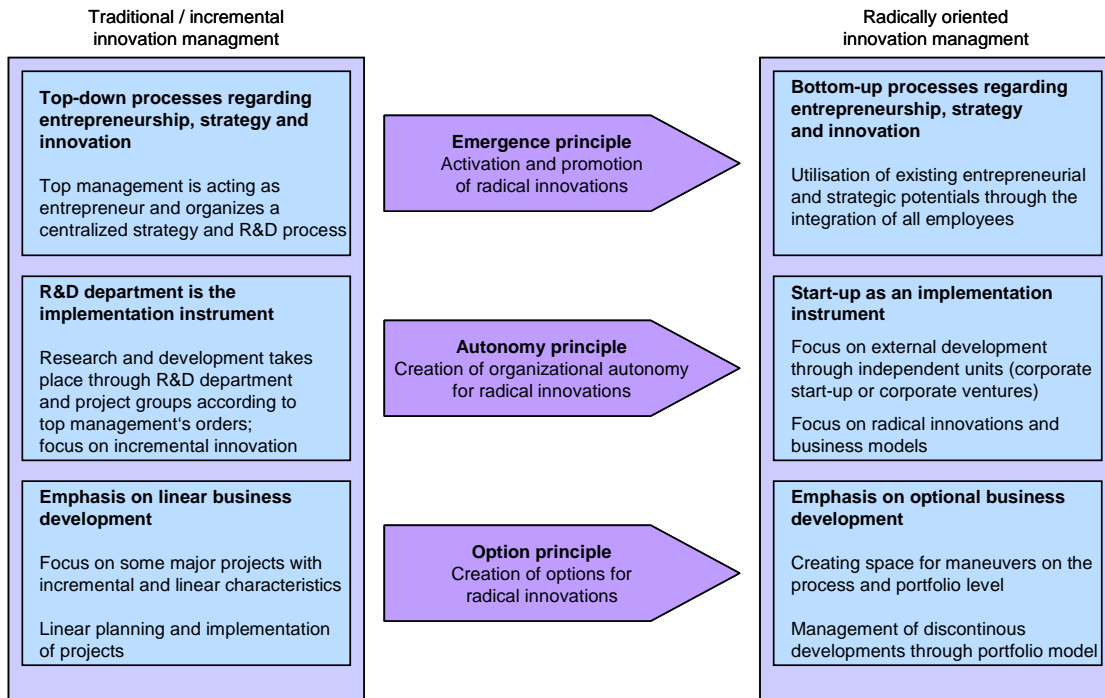 Traditional / incremental
innovation managment
Top-down processes regarding
entrepreneurship, strategy and
innovation
Top management is acting as
entrepreneur and organizes a
centralized strategy and R&D process
R&D department is the
implementation instrument
Research and development takes
place through R&D department
and project groups according to
top management‘s orders;
focus on incremental innovation
Emphasis on linear business
development
Focus on some major projects with
incremental and linear characteristics
Linear planning and implementation
of projects
Emergence principle
Activation and promotion
of radical innovations
Autonomy principle
Creation of organizational autonomy
for radical innovations
Option principle
Creation of options for
radical innovations
Radically oriented
innovation managment
Bottom-up processes regarding
entrepreneurship, strategy
and innovation
Utilisation of existing entrepreneurial
and strategic potentials through the
integration of all employees
Start-up as an implementation
instrument
Focus on external development
through independent units (corporate
start-up or corporate ventures)
Focus on radical innovations and
business models
Emphasis on optional business
development
Creating space for maneuvers on the
process and portfolio level
Management of discontinous
developments through portfolio model